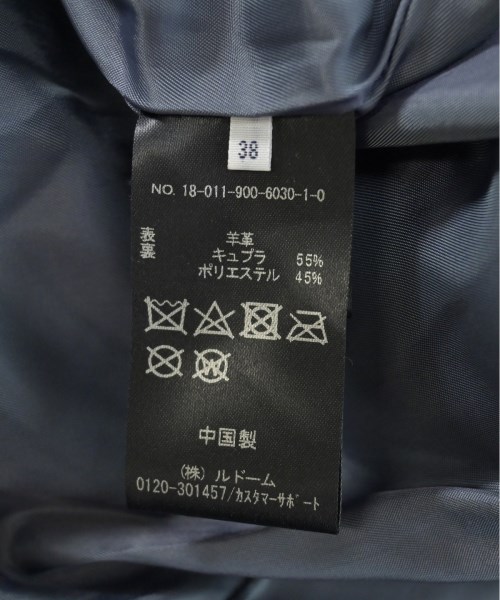 38
NO. 18-011-900-6030-1-0
表 羊革
裏 キュプラ 55%
ポリエステル 45%
W
中国製
(株) ルドーム
0120-301457/カスタマーサポート